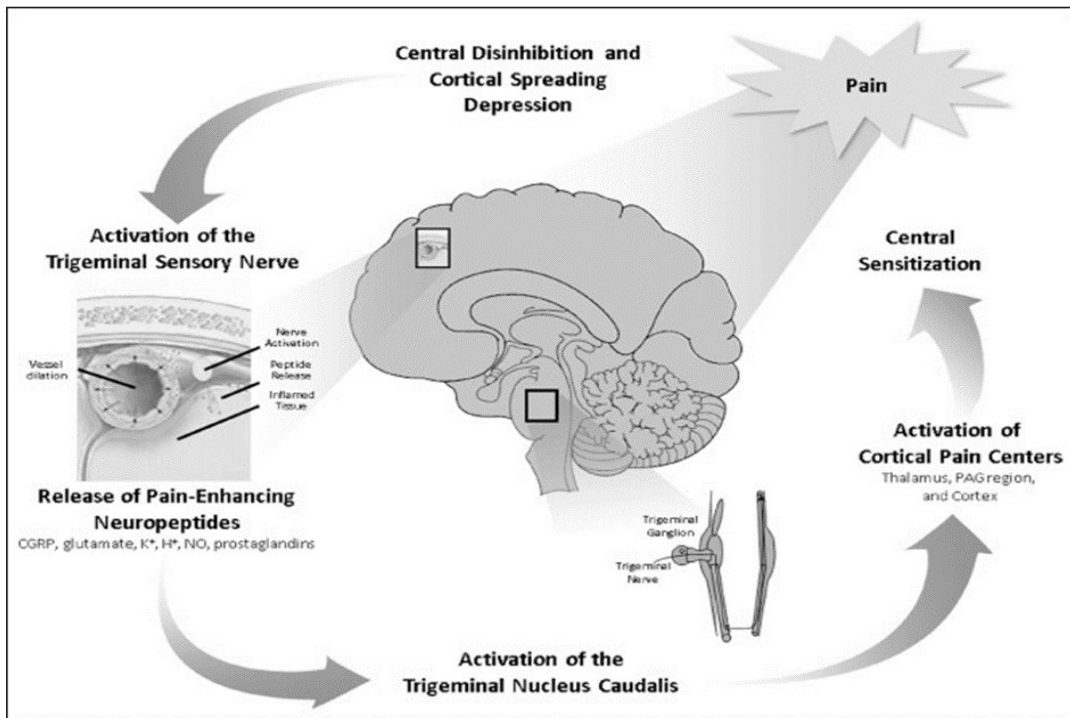 Central Disinhibition and
Cortical Spreading
Depression
Pain
Activation of the
Trigeminal Sensory Nerve
Central
Sensitization
Nerve
Activation
Vessel
dilation
Peptide
Release
Inflamed
Tissue
Activation of
Cortical Pain Centers
Thalamus, PAG region,
and Cortex
Release of Pain-Enhancing
Neuropeptides
CGRP, glutamate, K⁺, H⁺, NO, prostaglandins
Trigeminal
Ganglion
Trigeminal
Nerve
Activation of the
Trigeminal Nucleus Caudalis